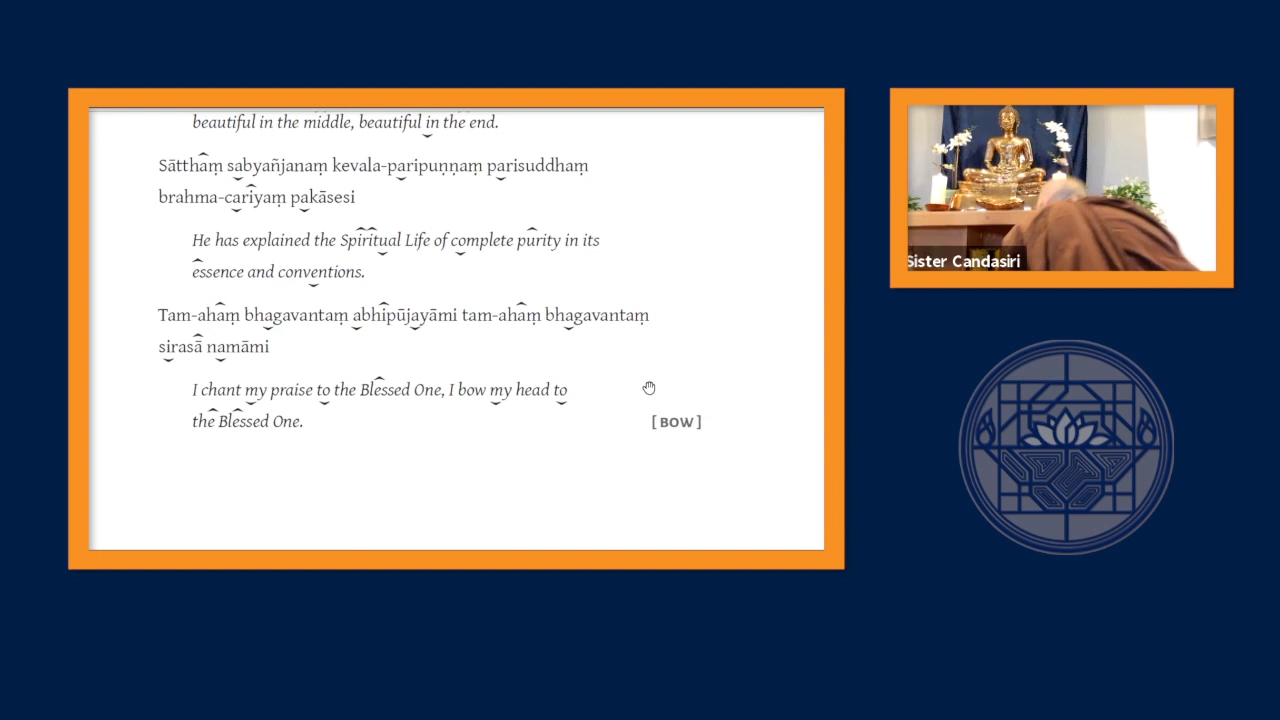 beautiful in the middle, beautiful in the end.
Sātthaṃ sabyañjanaṃ kevala-paripuṇṇaṃ parisuddhaṃ
brahma-cariyaṃ pakāsesi
He has explained the Spiritual Life of complete purity in its
essence and conventions.
Tam-ahaṃ bhagavantaṃ abhipūjayāmi tam-ahaṃ bhagavantaṃ
sirasā namāmi
I chant my praise to the Blessed One, I bow my head to
the Blessed One.
[ BOW ]
Sister Candasiri